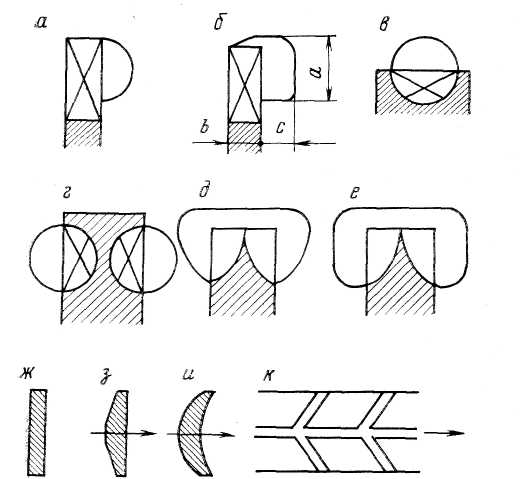 а б в
a
b c
г д е
ж з и к